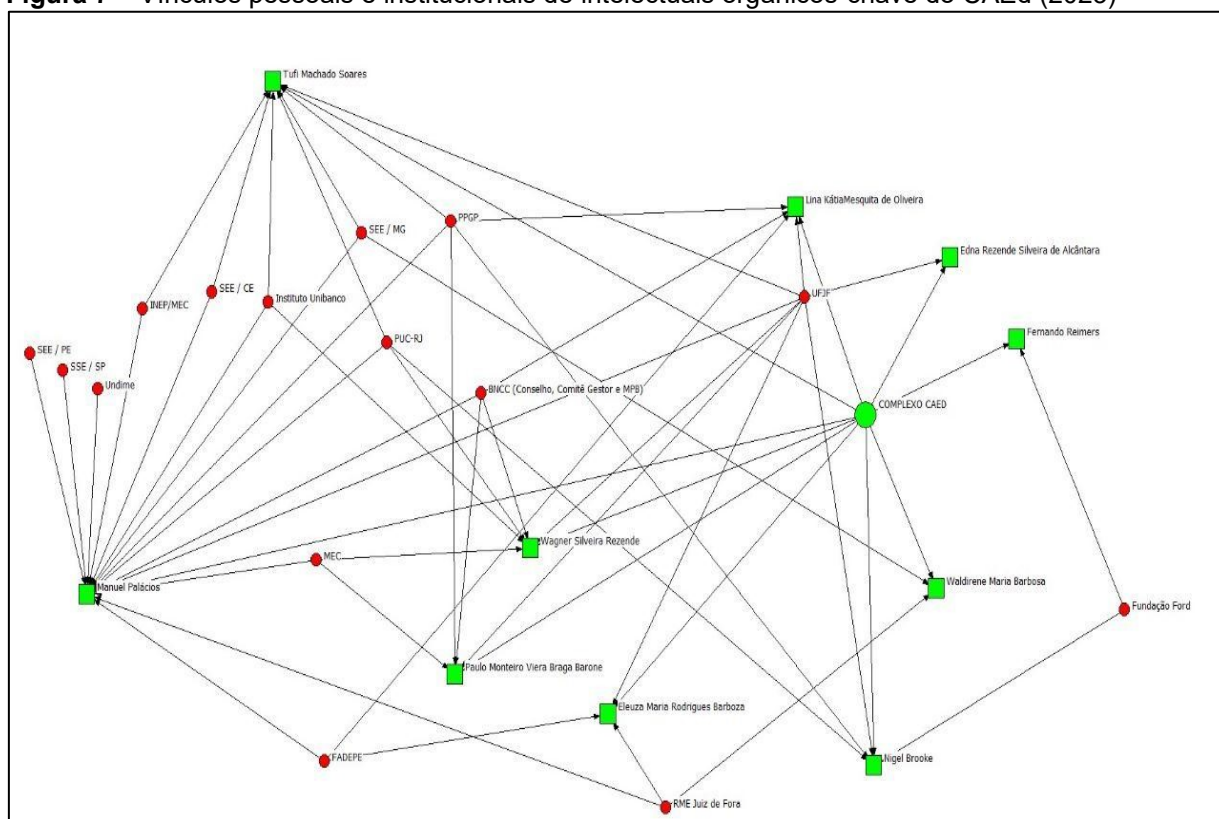 Figura 7 – Vínculos pessoais e institucionais de intelectuais orgânicos-chave do CAEd (2023)
Tufi Machado Soares
Lina KátiaMesquita de Oliveira
PPGP
SEE / MG
Edna Rezende Silveira de Alcântara
SEE / CE
INEP/MEC
Instituto Unibanco
UFJF
Fernando Reimers
PUC-RJ
SEE / PE
SSE / SP
Undime
BNCC (Conselho, Comitê Gestor e MPB)
COMPLEXO CAED
Wagner Silveira Rezende
MEC
Manuel Palácios
Waldirene Maria Barbosa
Fundação Ford
Paulo Monteiro Viera Braga Barone
Eleuza Maria Rodrigues Barboza
FADEPE
Nigel Brooke
RME Juiz de Fora